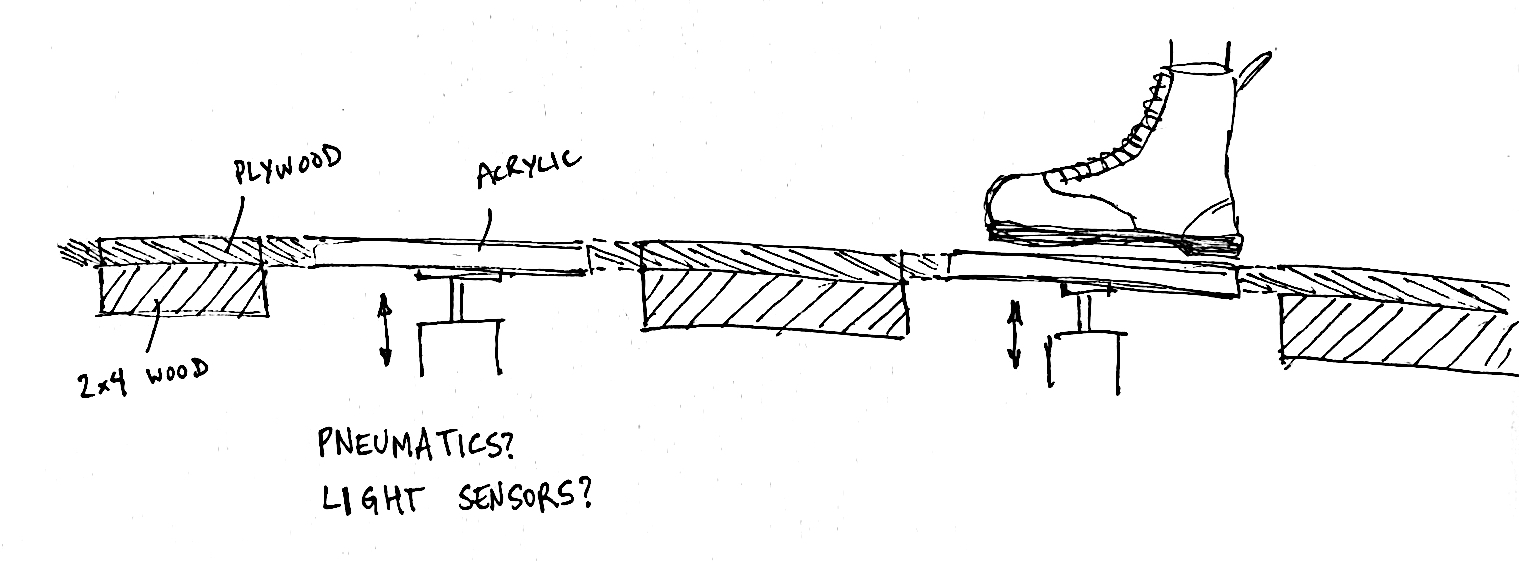 PLYWOOD
ACRYLIC
2x4 WOOD
PNEUMATICS?
LIGHT SENSORS?